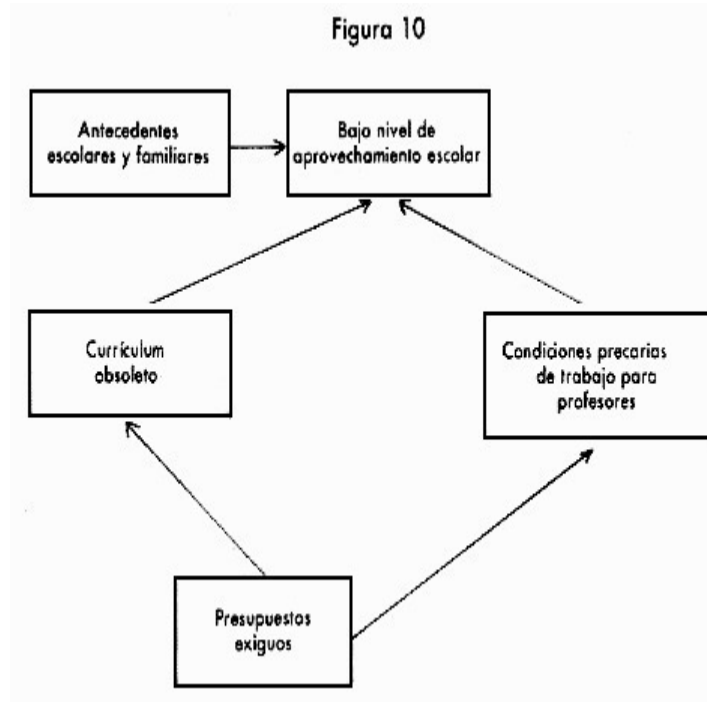 Figura 10
Antecedentes
escolares y familiares
Bajo nivel de
aprovechamiento escolar
Currículum
obsoleto
Condiciones precarias
de trabajo para
profesores
Presupuestos
exiguos